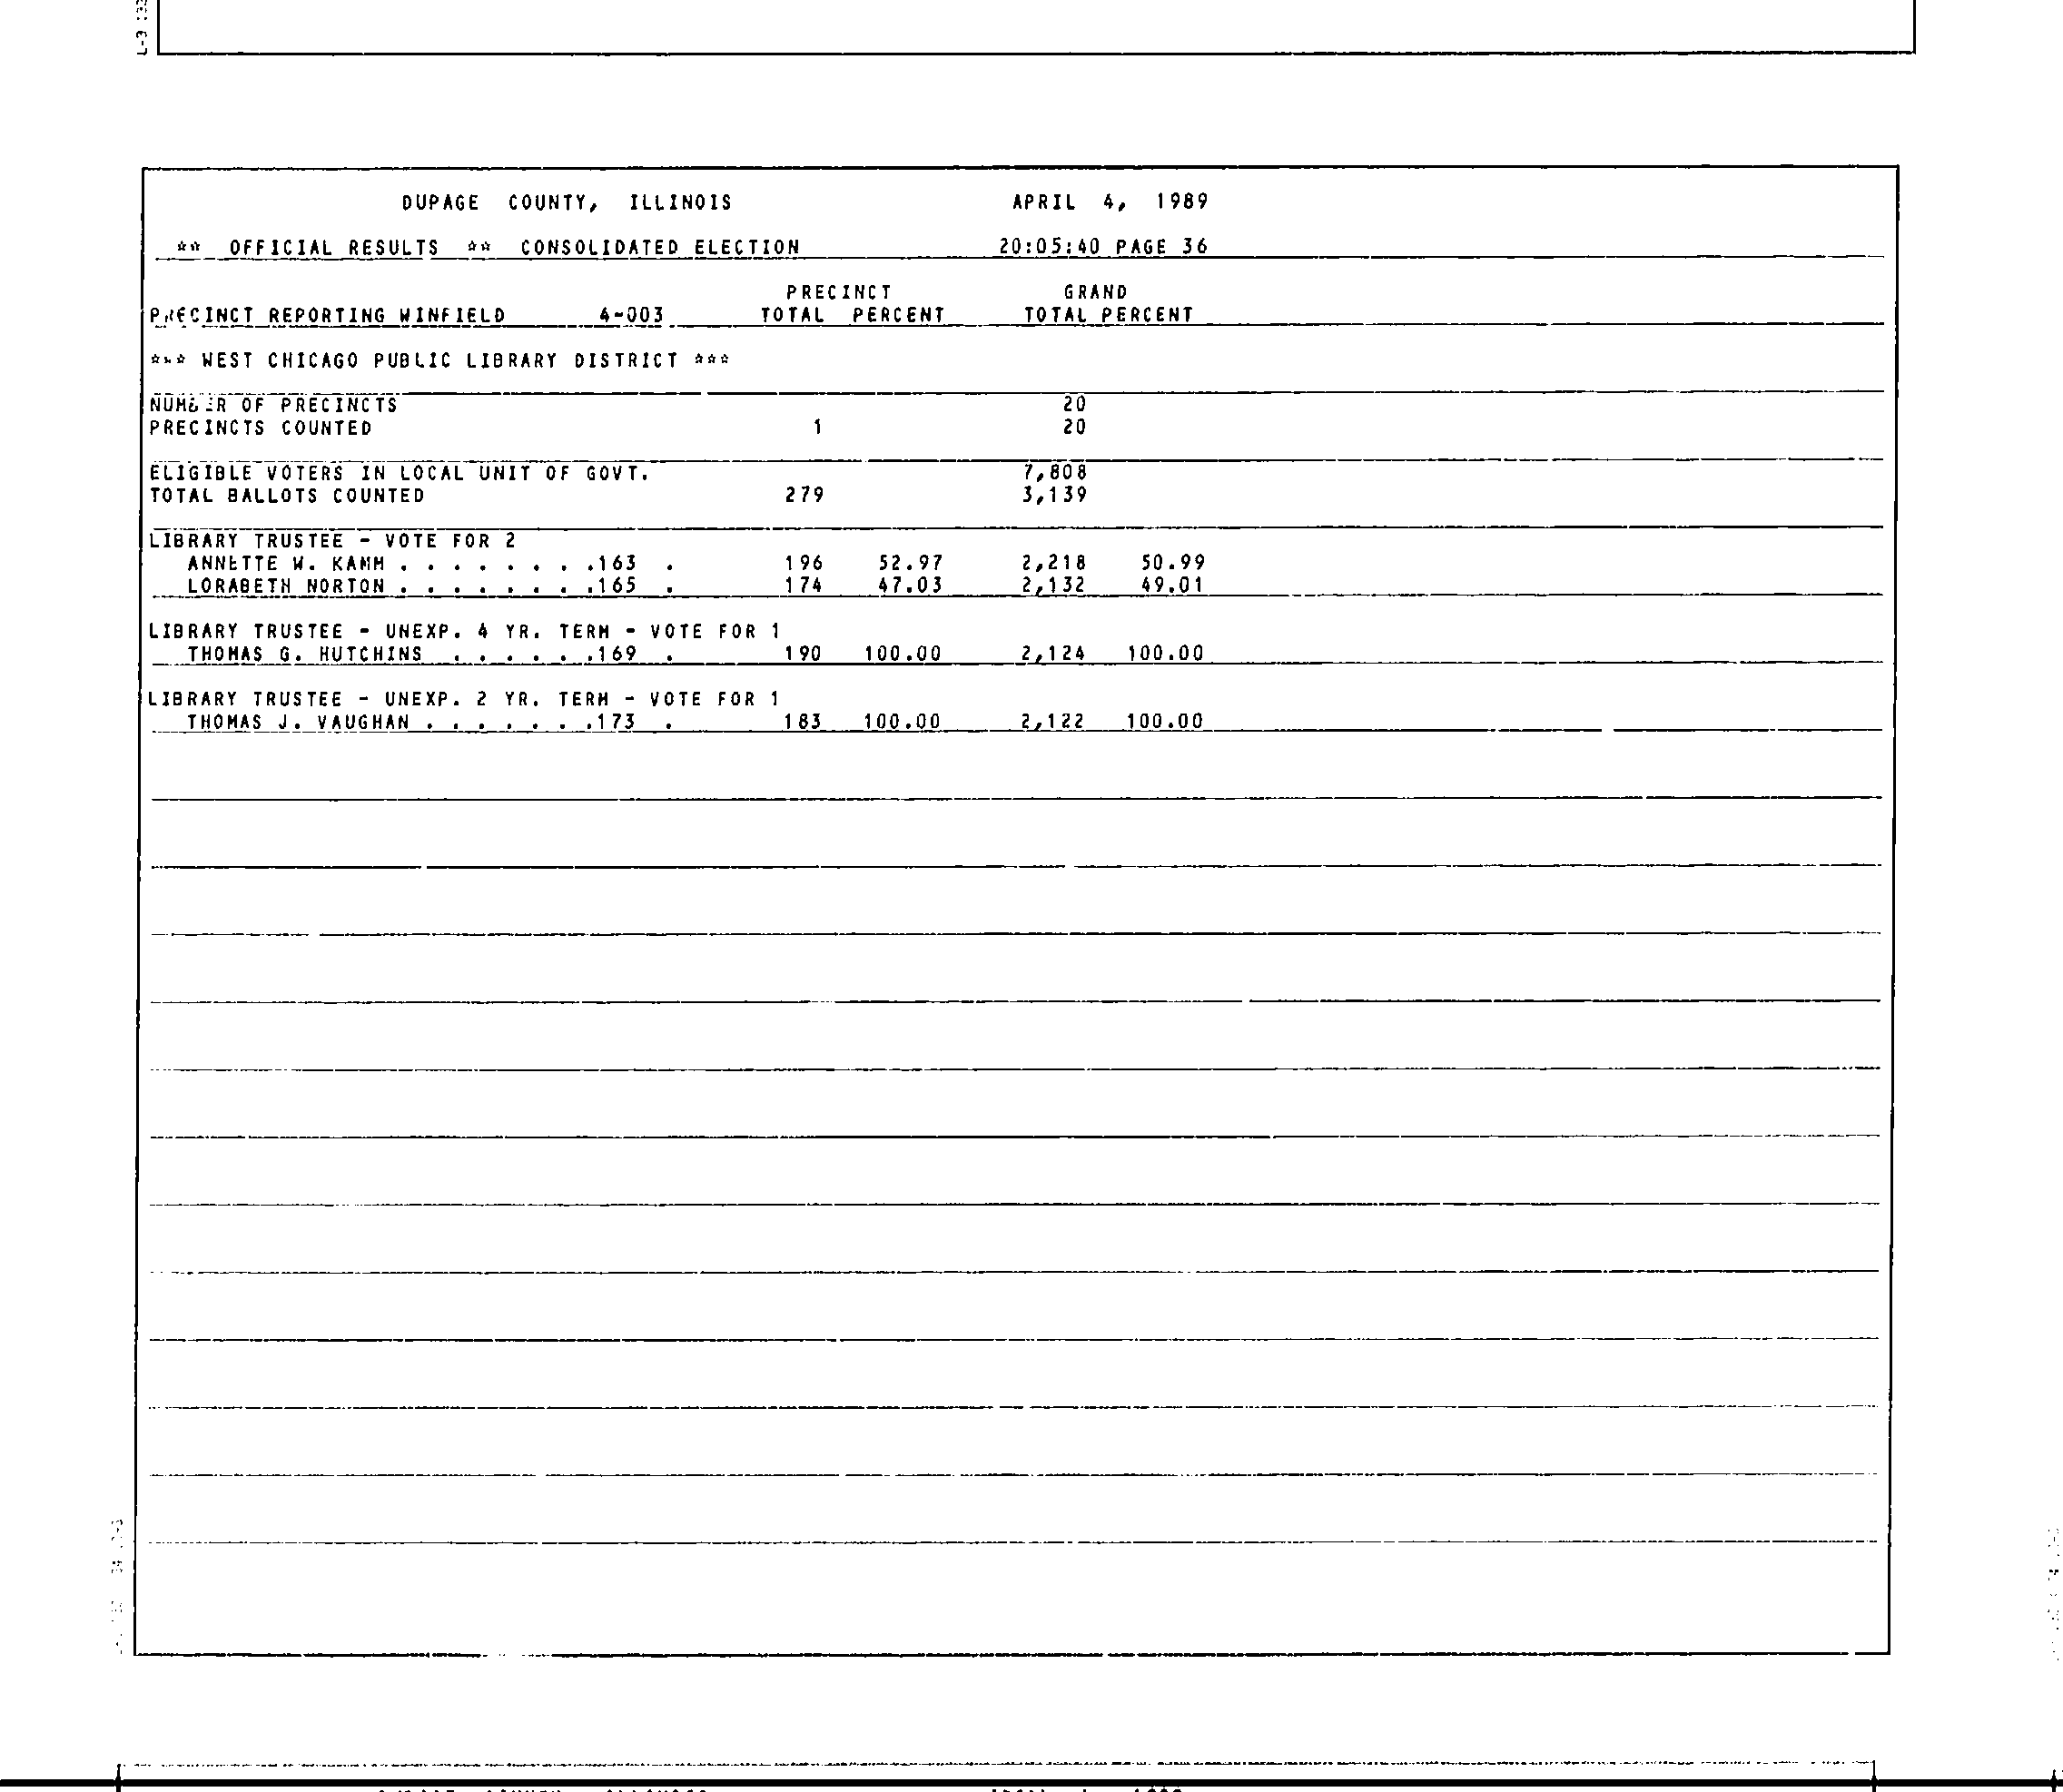 DUPAGE COUNTY, ILLINOIS APRIL 4, 1989
** OFFICIAL RESULTS ** CONSOLIDATED ELECTION 20:05:40 PAGE 36
PRECINCT GRAND
PRECINCT REPORTING WINFIELD 4-003 TOTAL PERCENT TOTAL PERCENT
*** WEST CHICAGO PUBLIC LIBRARY DISTRICT ***
NUMBER OF PRECINCTS 20
PRECINCTS COUNTED 1 20
ELIGIBLE VOTERS IN LOCAL UNIT OF GOVT. 7,808
TOTAL BALLOTS COUNTED 279 3,139
LIBRARY TRUSTEE - VOTE FOR 2
ANNETTE W. KAMM . . . . . . . .163 . 196 52.97 2,218 50.99
LORABETH NORTON . . . . . . . .165 . 174 47.03 2,132 49.01
LIBRARY TRUSTEE - UNEXP. 4 YR. TERM - VOTE FOR 1
THOMAS G. HUTCHINS . . . . . .169 . 190 100.00 2,124 100.00
LIBRARY TRUSTEE - UNEXP. 2 YR. TERM - VOTE FOR 1
THOMAS J. VAUGHAN . . . . . . .173 . 183 100.00 2,122 100.00